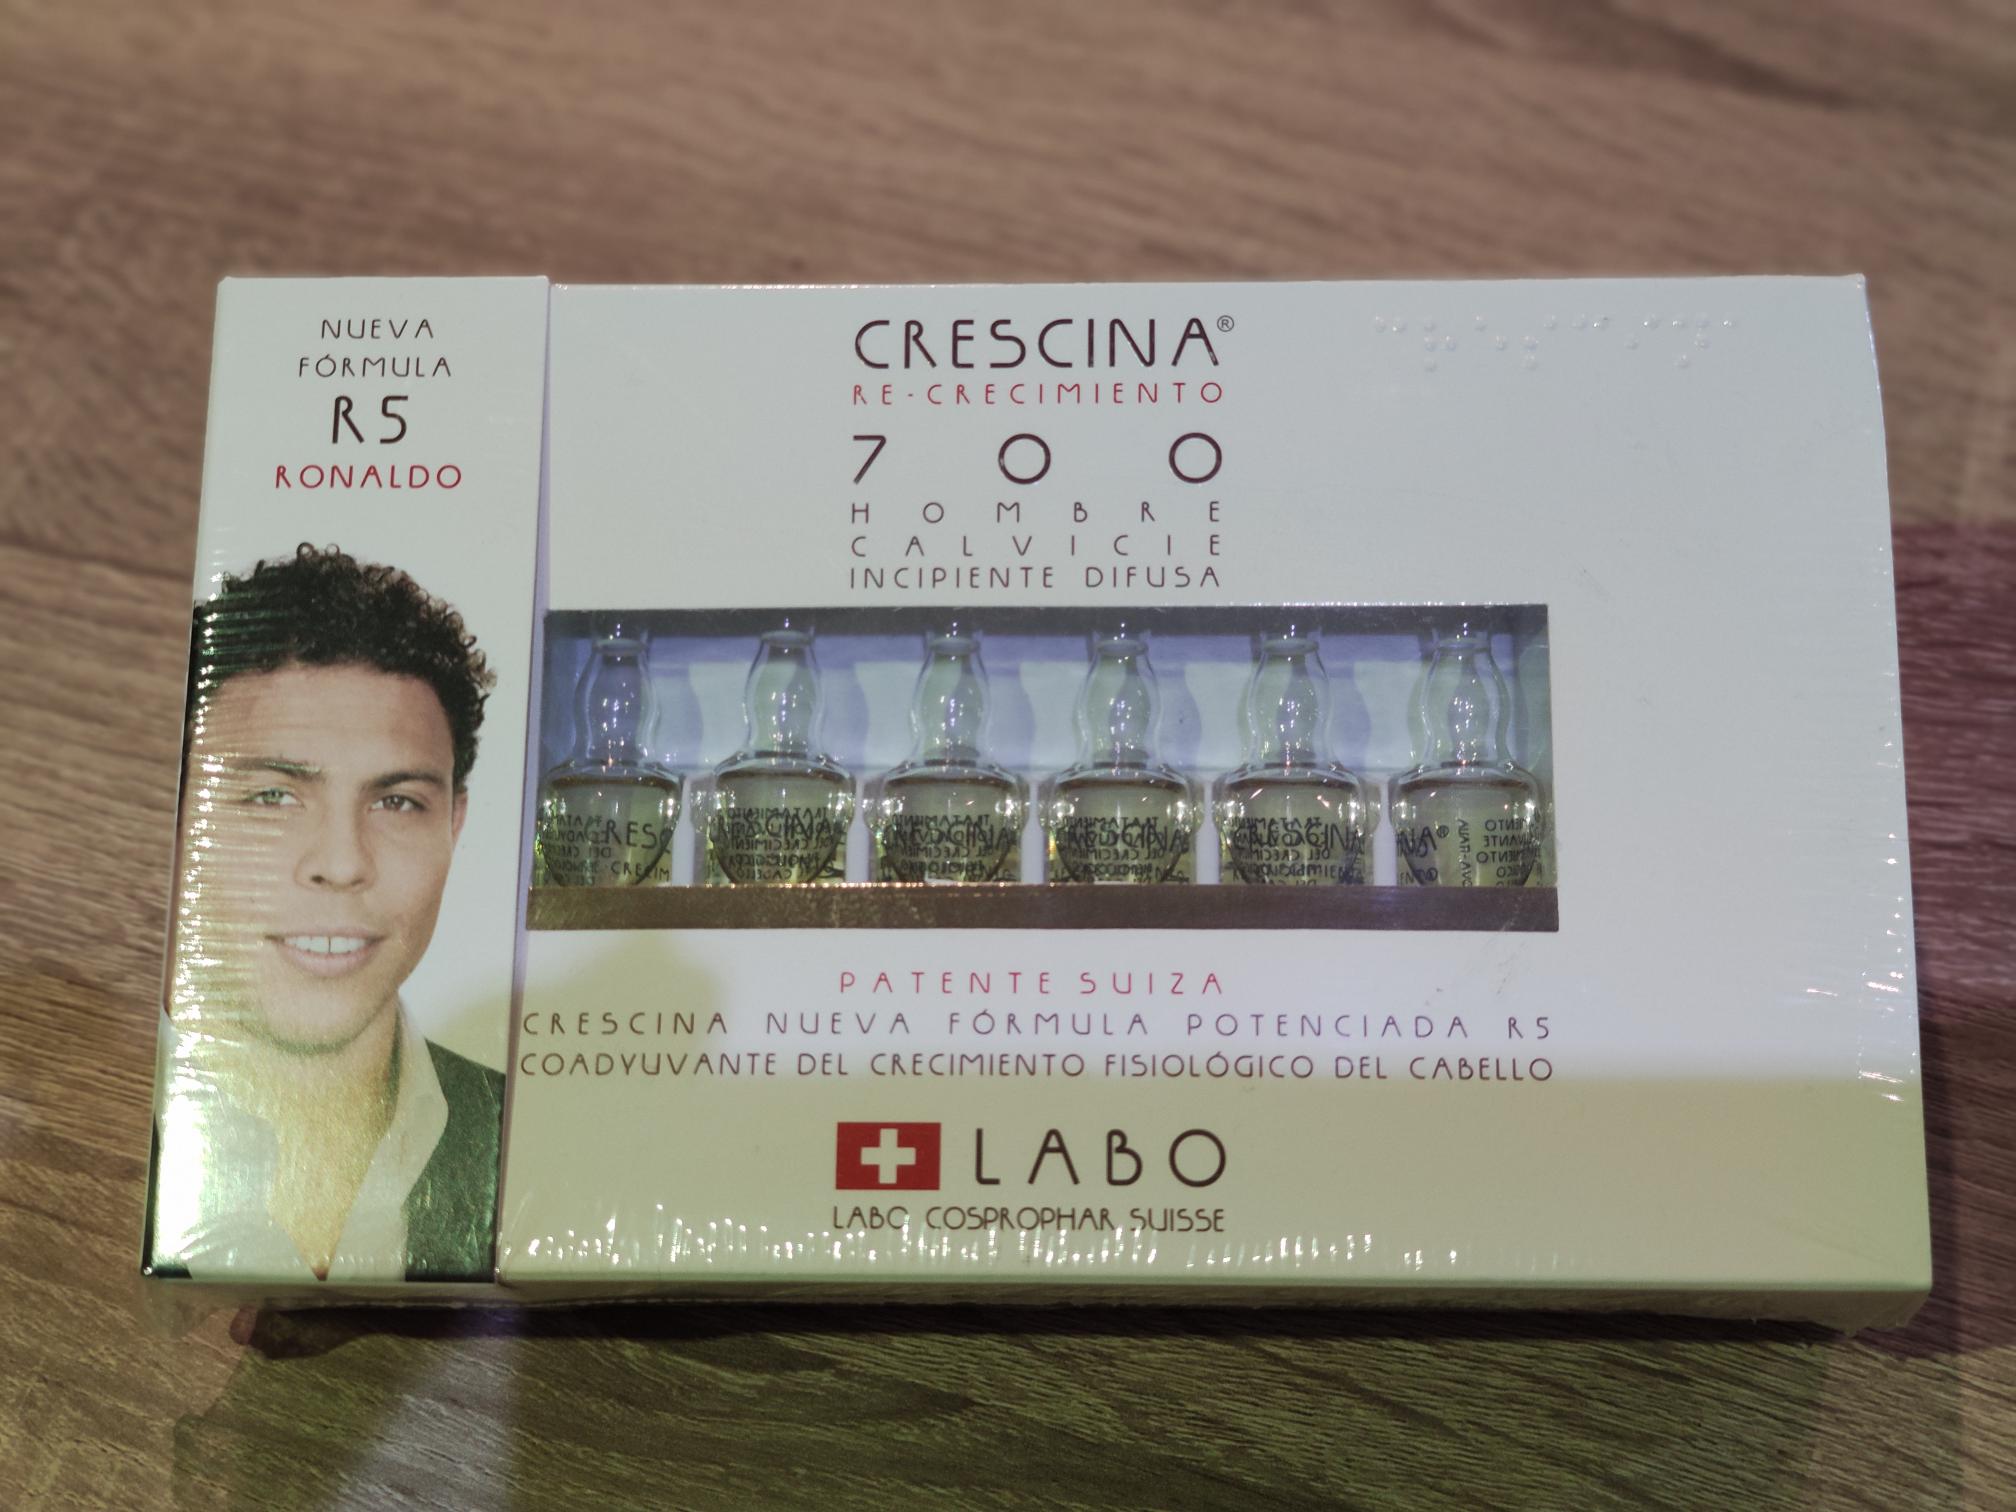 NUEVA
FÓRMULA
R5
RONALDO
CRESCINA®
RE-CRECIMIENTO
700
HOMBRE
CALVICIE
INCIPIENTE DIFUSA
PATENTE SUIZA
CRESCINA NUEVA FÓRMULA POTENCIADA R5
COADYUVANTE DEL CRECIMIENTO FISIOLÓGICO DEL CABELLO
LABO
LABO COSPROPHAR SUISSE